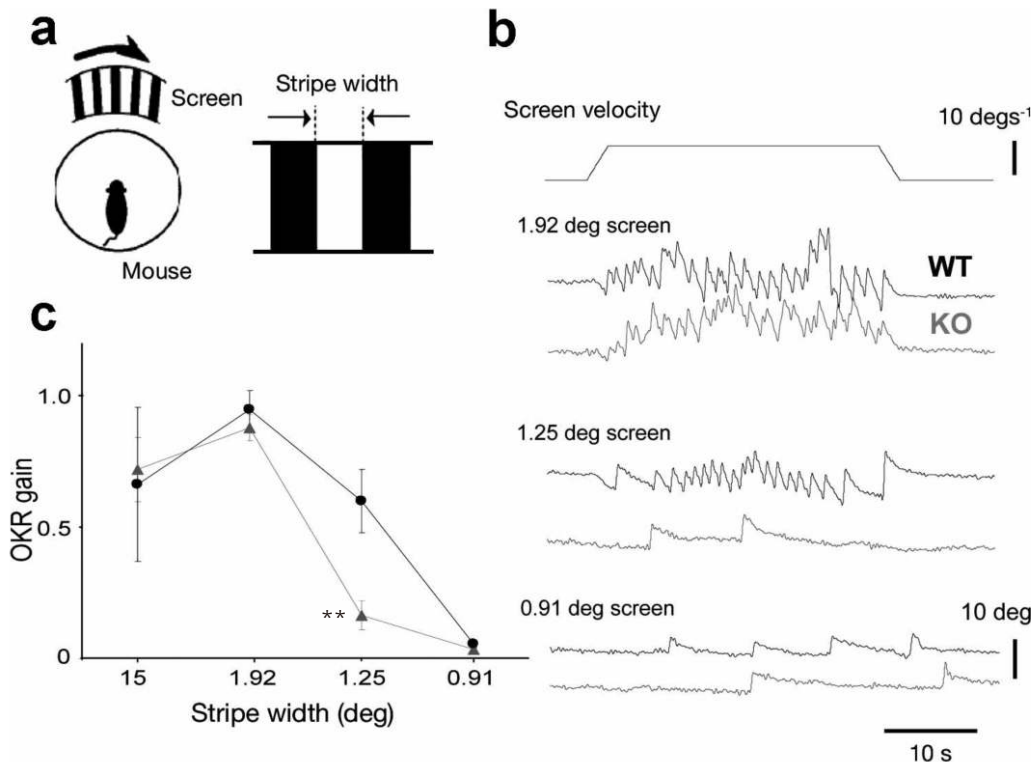 a
Screen
Stripe width
Mouse
b
Screen velocity
10 degs⁻¹
1.92 deg screen
WT
KO
1.25 deg screen
0.91 deg screen
10 deg
10 s
c
1.0
0.5
0
OKR gain
**
15 1.92 1.25 0.91
Stripe width (deg)